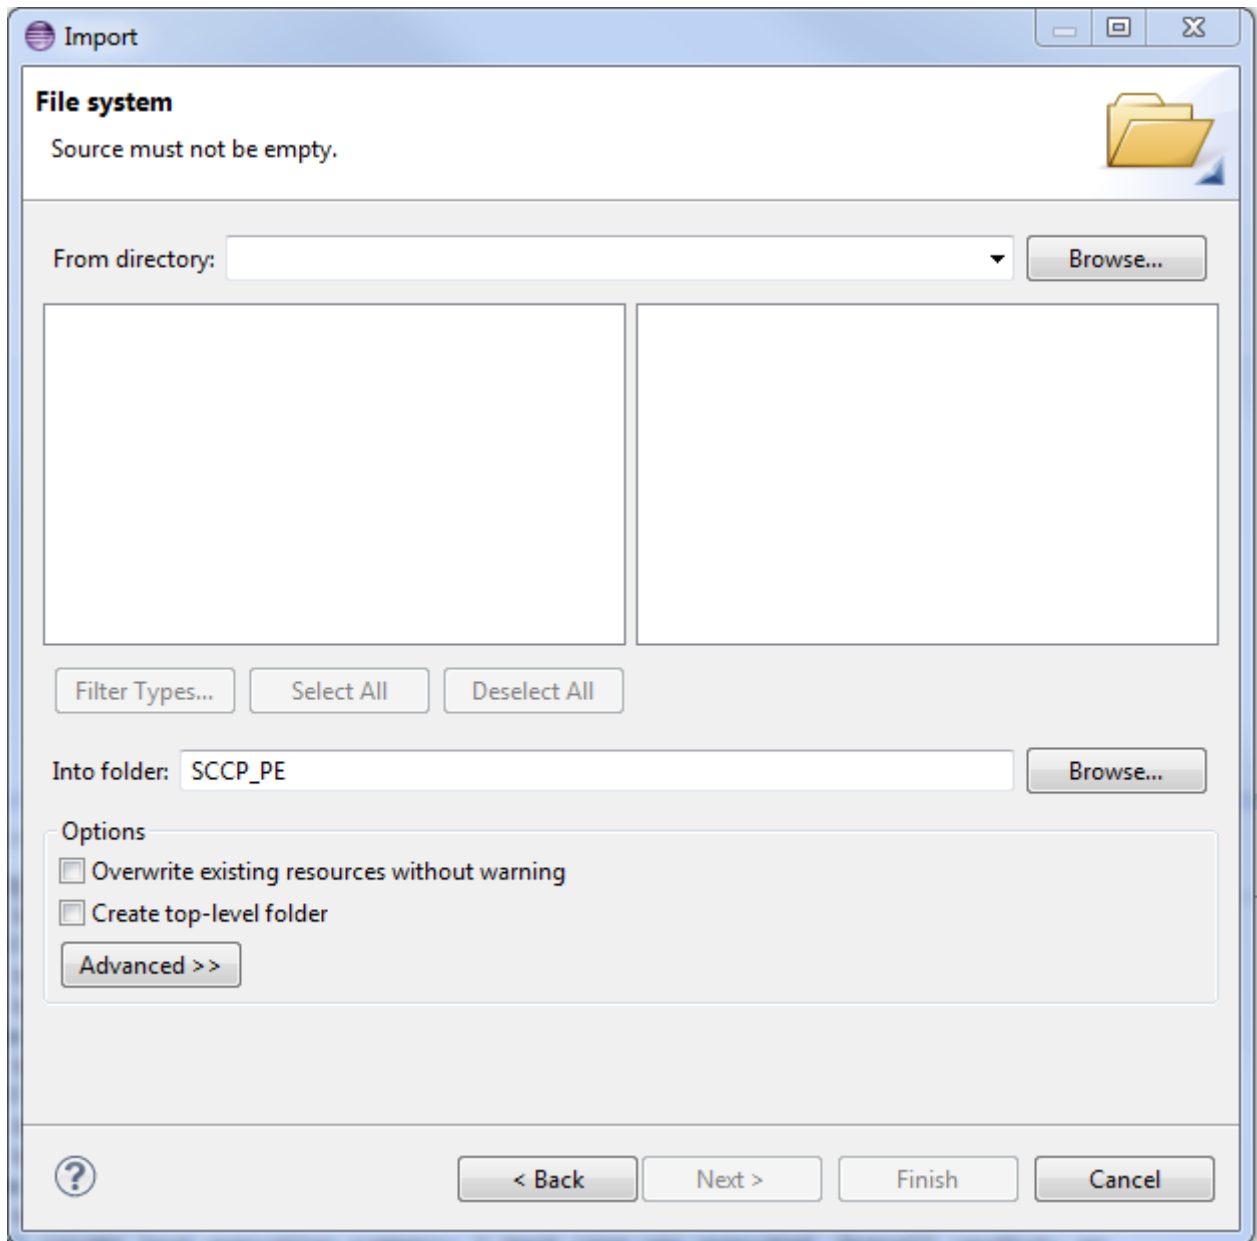 Import
File system
Source must not be empty.
From directory:
Browse...
Filter Types...
Select All
Deselect All
Into folder: SCCP_PE
Browse...
Options
Overwrite existing resources without warning
Create top-level folder
Advanced >>
?
< Back
Next >
Finish
Cancel